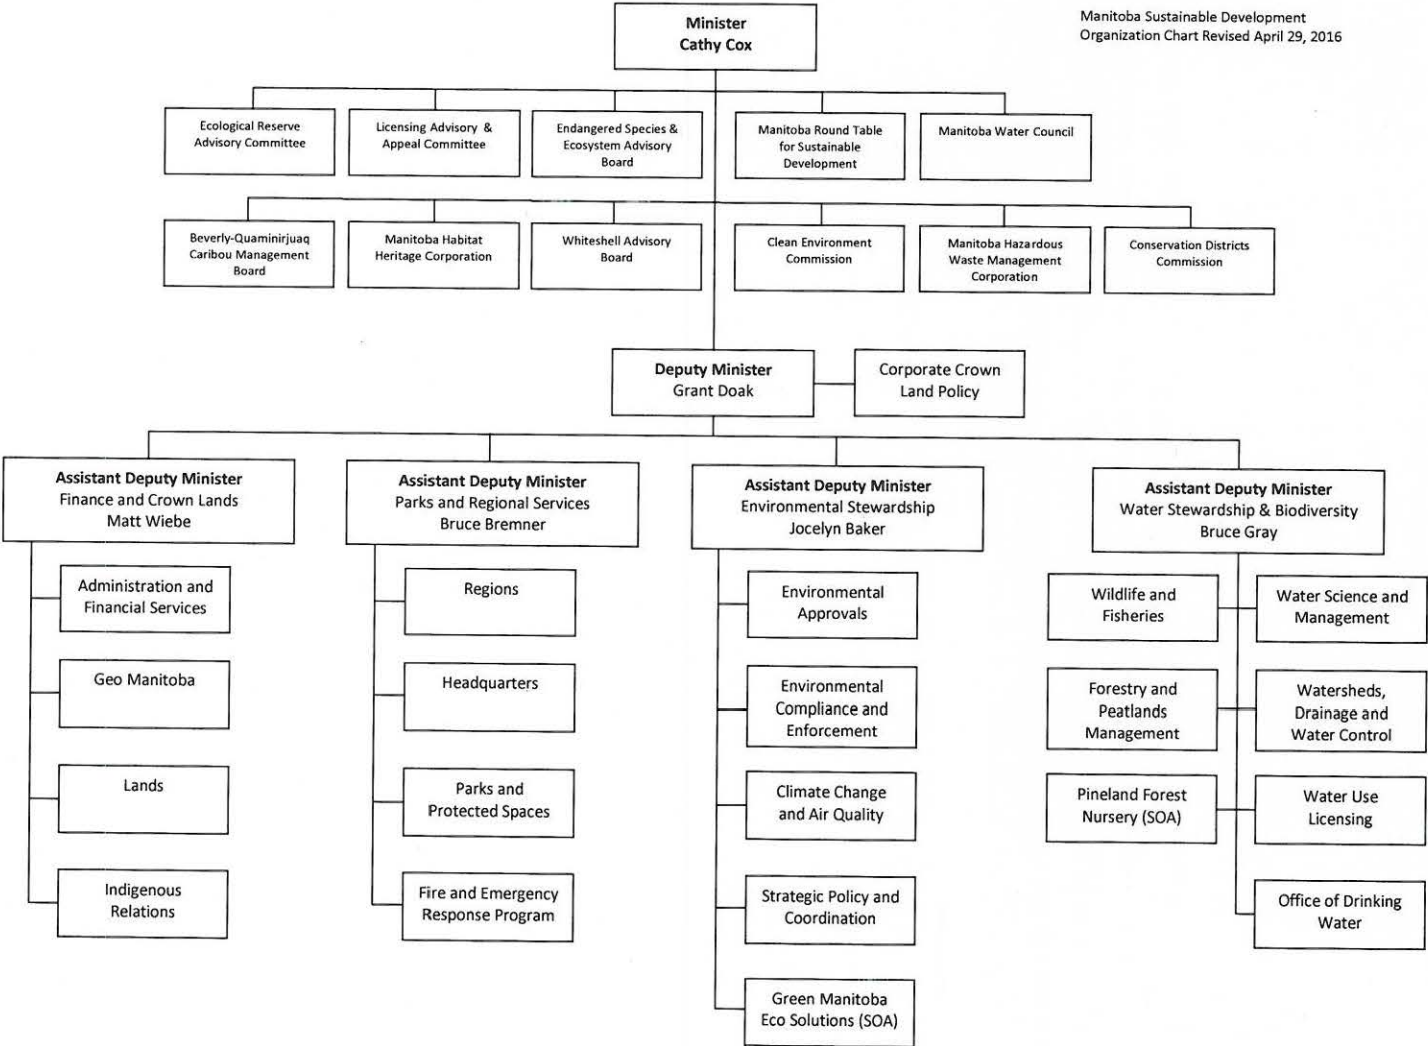 Minister
Cathy Cox
Manitoba Sustainable Development
Organization Chart Revised April 29, 2016
Ecological Reserve
Advisory Committee
Licensing Advisory &
Appeal Committee
Endangered Species &
Ecosystem Advisory
Board
Manitoba Round Table
for Sustainable
Development
Manitoba Water Council
Beverly-Quaminirjuaq
Caribou Management
Board
Manitoba Habitat
Heritage Corporation
Whiteshell Advisory
Board
Clean Environment
Commission
Manitoba Hazardous
Waste Management
Corporation
Conservation Districts
Commission
Deputy Minister
Grant Doak
Corporate Crown
Land Policy
Assistant Deputy Minister
Finance and Crown Lands
Matt Wiebe
Administration and
Financial Services
Geo Manitoba
Lands
Indigenous
Relations
Assistant Deputy Minister
Parks and Regional Services
Bruce Bremner
Regions
Headquarters
Parks and
Protected Spaces
Fire and Emergency
Response Program
Assistant Deputy Minister
Environmental Stewardship
Jocelyn Baker
Environmental
Approvals
Environmental
Compliance and
Enforcement
Climate Change
and Air Quality
Strategic Policy and
Coordination
Green Manitoba
Eco Solutions (SOA)
Assistant Deputy Minister
Water Stewardship & Biodiversity
Bruce Gray
Wildlife and
Fisheries
Water Science and
Management
Forestry and
Peatlands
Management
Watersheds,
Drainage and
Water Control
Pineland Forest
Nursery (SOA)
Water Use
Licensing
Office of Drinking
Water